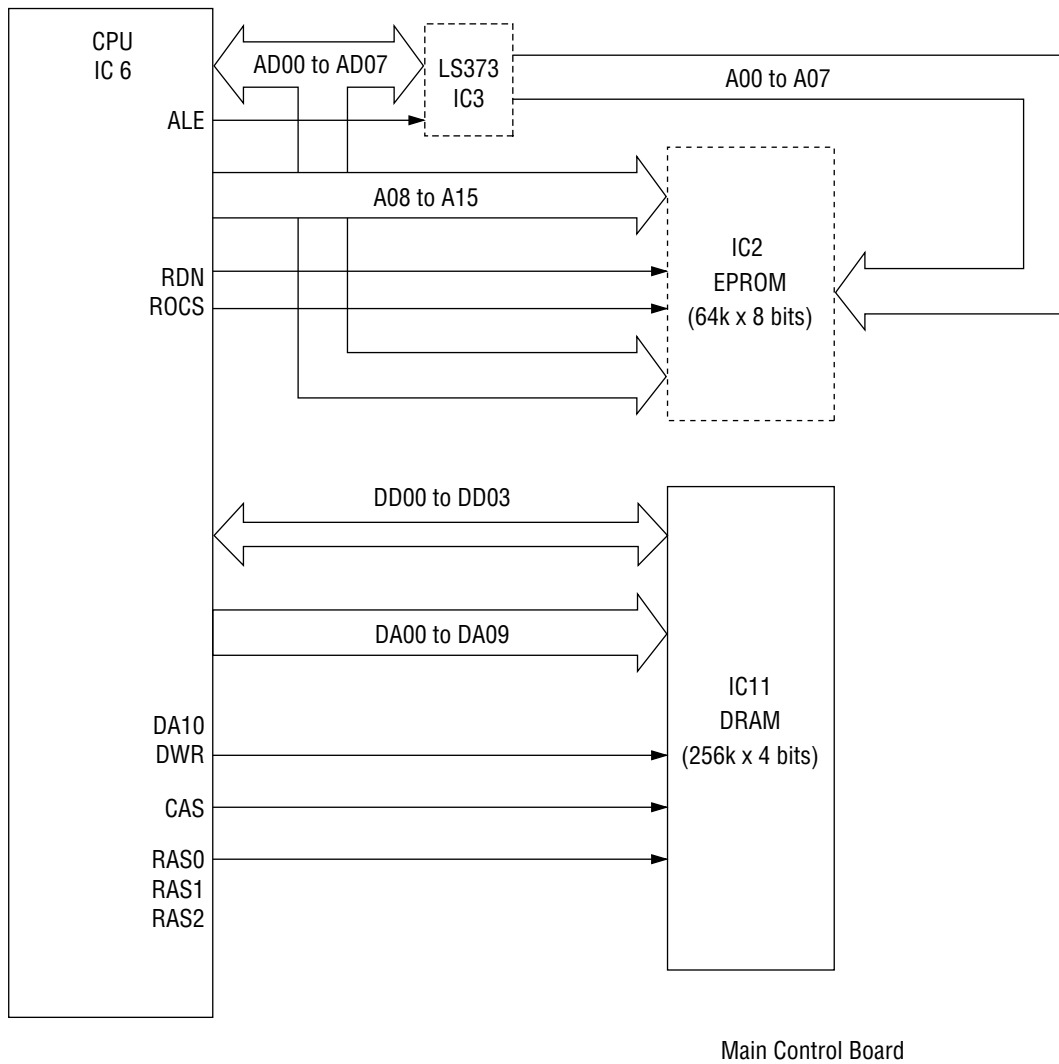 CPU
IC 6
AD00 to AD07
LS373
IC3
A00 to A07
ALE
A08 to A15
RDN
ROCS
IC2
EPROM
(64k x 8 bits)
DD00 to DD03
DA00 to DA09
IC11
DRAM
(256k x 4 bits)
DA10
DWR
CAS
RAS0
RAS1
RAS2
Main Control Board